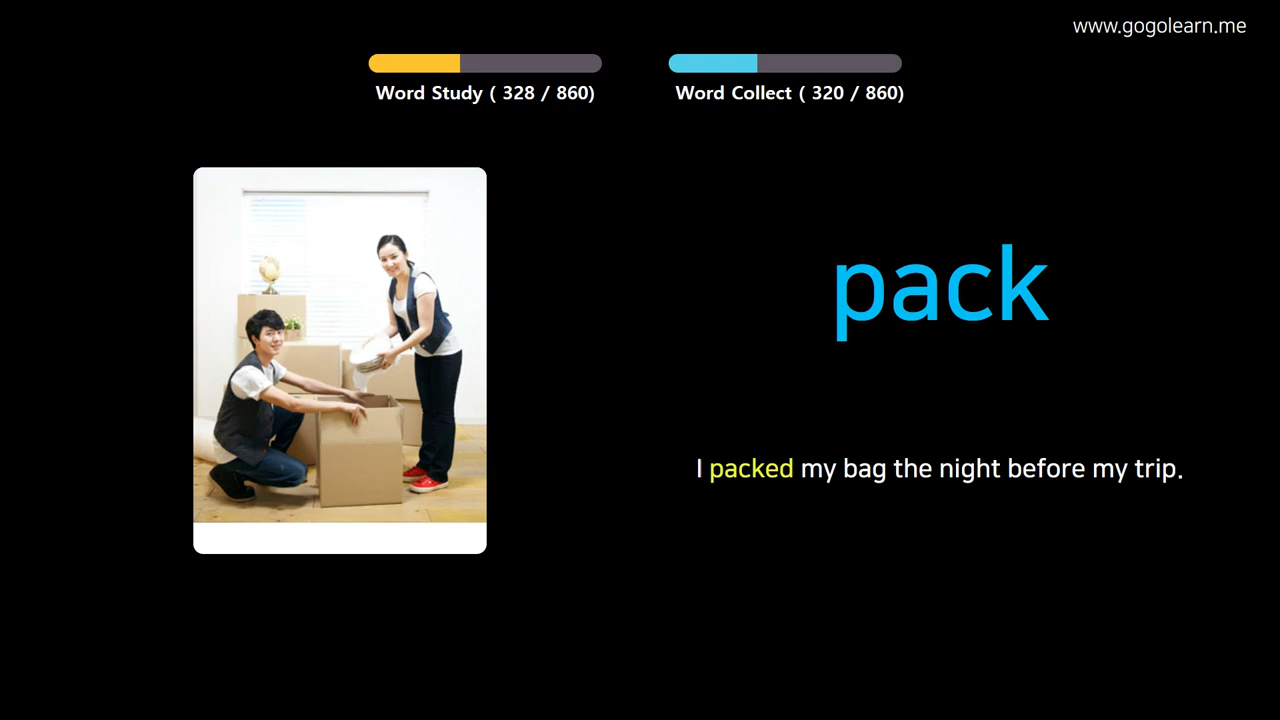 www.gogolearn.me
Word Study ( 328 / 860)
Word Collect ( 320 / 860)
pack
I packed my bag the night before my trip.